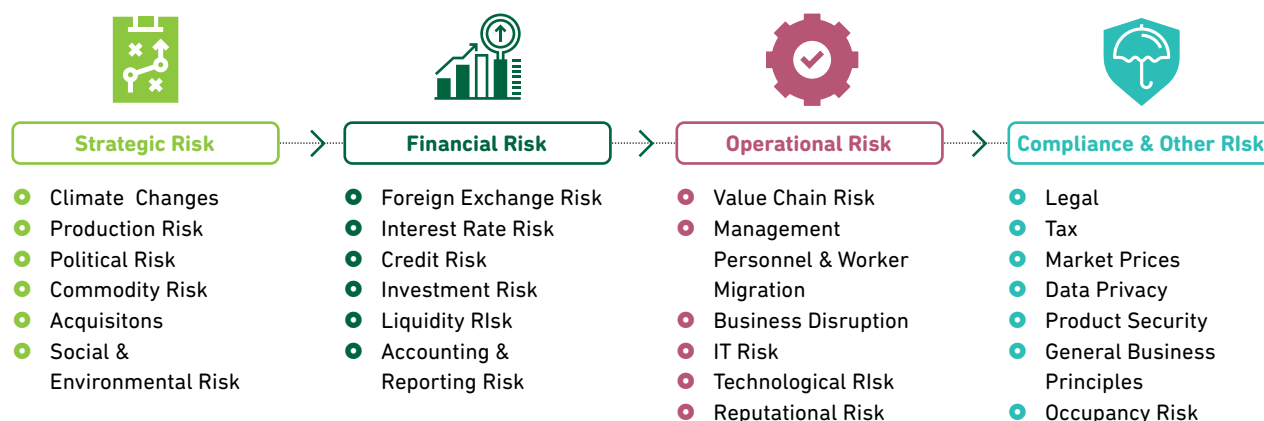 Strategic Risk
Climate Changes
Production Risk
Political Risk
Commodity Risk
Acquisitons
Social &
Environmental Risk
Financial Risk
Foreign Exchange Risk
Interest Rate Risk
Credit Risk
Investment Risk
Liquidity RIsk
Accounting &
Reporting Risk
Operational Risk
Value Chain Risk
Management
Personnel & Worker
Migration
Business Disruption
IT Risk
Technological RIsk
Reputational Risk
Compliance & Other RIsk
Legal
Tax
Market Prices
Data Privacy
Product Security
General Business
Principles
Occupancy Risk